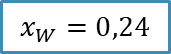 x_W = 0,24